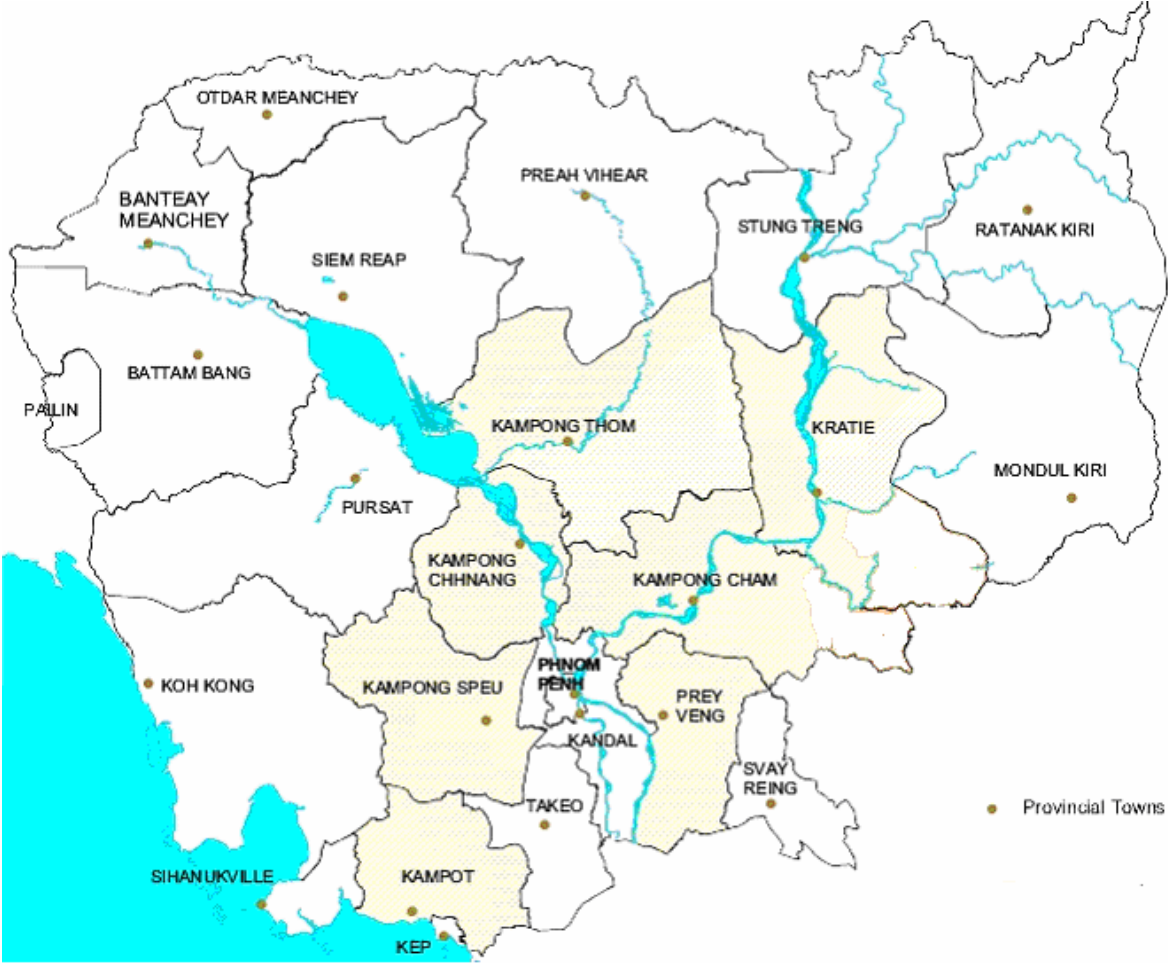 OTDAR MEANCHEY
PREAH VIHEAR
BANTEAY
MEANCHEY
STUNG TRENG
RATANAK KIRI
SIEM REAP
BATTAM BANG
PAILIN
KAMPONG THOM
KRATIE
MONDUL KIRI
PURSAT
KAMPONG
CHHNANG
KAMPONG CHAM
PHNOM
PENH
KOH KONG
KAMPONG SPEU
PREY
VENG
KANDAL
SVAY
REING
TAKEO
Provincial Towns
SIHANUKVILLE
KAMPOT
KEP